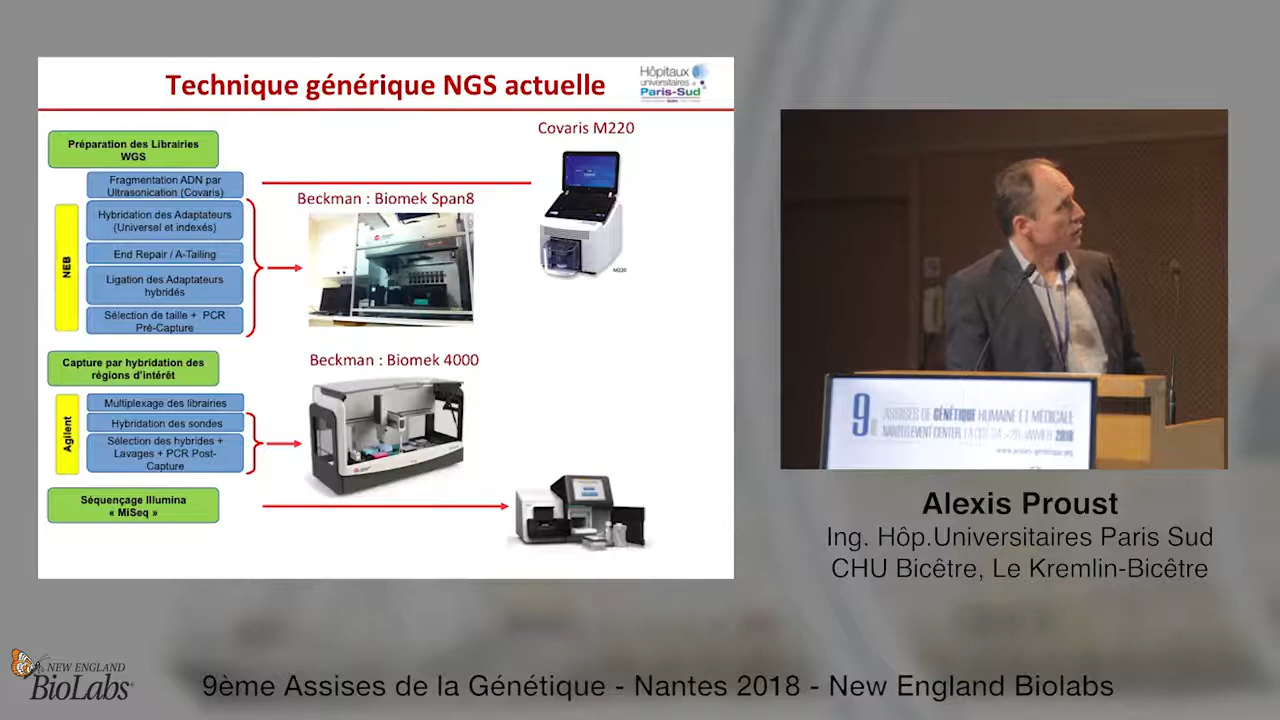 Technique générique NGS actuelle
Hôpitaux
universitaires
Paris-Sud
Préparation des Librairies
WGS
Fragmentation ADN par
Ultrasonication (Covaris)
NEB
Hybridation des Adaptateurs
(Universel et indexés)
End Repair / A-Tailing
Ligation des Adaptateurs
hybridés
Sélection de taille + PCR
Pré-Capture
Covaris M220
M220
Beckman : Biomek Span8
Capture par hybridation des
régions d'intérêt
Agilent
Multiplexage des librairies
Hybridation des sondes
Sélection des hybrides +
Lavages + PCR Post-
Capture
Beckman : Biomek 4000
Séquençage Illumina
« MiSeq »
9
ASSISES DE GÉNÉTIQUE HUMAINE ET MÉDICALE
JANVIER 2018
Alexis Proust
Ing. Hôp.Universitaires Paris Sud
CHU Bicêtre, Le Kremlin-Bicêtre
NEW ENGLAND
BioLabs
9ème Assises de la Génétique - Nantes 2018 - New England Biolabs